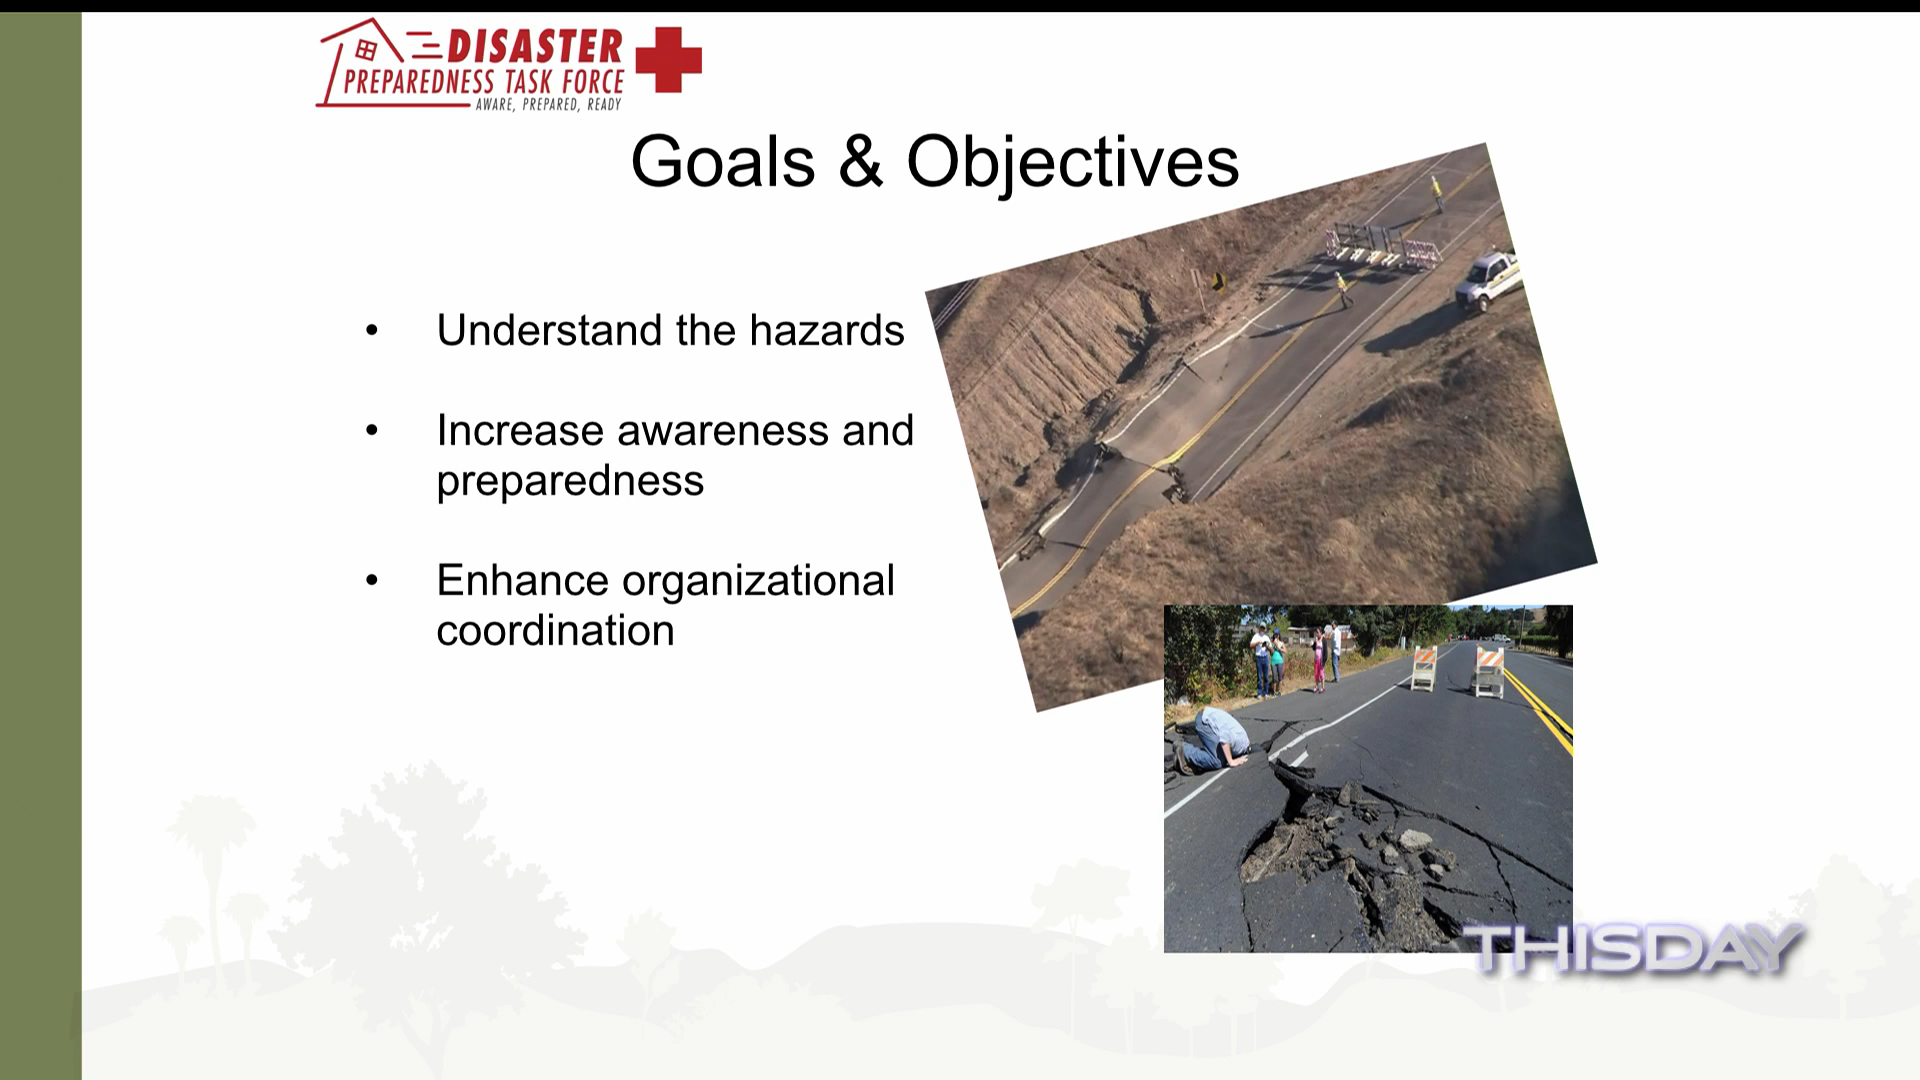 DISASTER
PREPAREDNESS TASK FORCE
AWARE, PREPARED, READY
Goals & Objectives
• Understand the hazards
• Increase awareness and
preparedness
• Enhance organizational
coordination
THISDAY